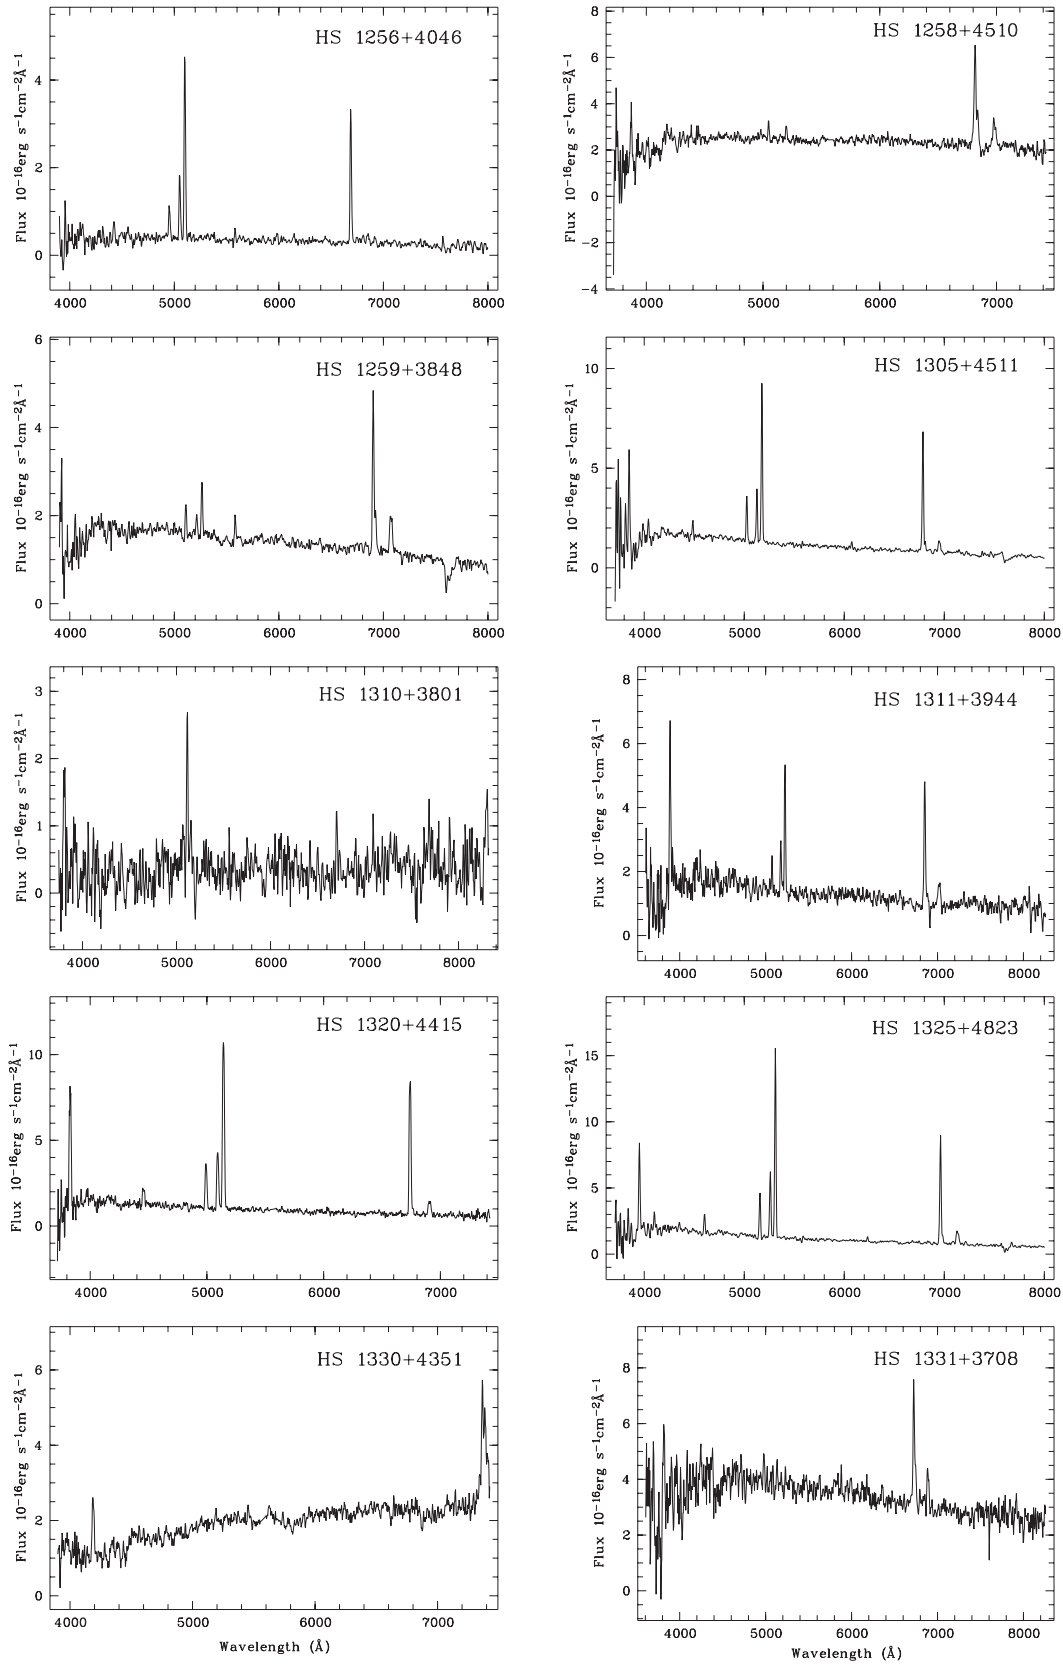 HS 1256+4046
Flux 10−16erg s−1cm−2Å−1
4
2
0
4000 5000 6000 7000 8000
HS 1258+4510
Flux 10−16erg s−1cm−2Å−1
8
6
4
2
0
−2
−4
4000 5000 6000 7000
HS 1259+3848
Flux 10−16erg s−1cm−2Å−1
6
4
2
0
4000 5000 6000 7000 8000
HS 1305+4511
Flux 10−16erg s−1cm−2Å−1
10
5
0
4000 5000 6000 7000 8000
HS 1310+3801
Flux 10−16erg s−1cm−2Å−1
3
2
1
0
4000 5000 6000 7000 8000
HS 1311+3944
Flux 10−16erg s−1cm−2Å−1
8
6
4
2
0
4000 5000 6000 7000 8000
HS 1320+4415
Flux 10−16erg s−1cm−2Å−1
10
5
0
4000 5000 6000 7000
HS 1325+4823
Flux 10−16erg s−1cm−2Å−1
15
10
5
0
4000 5000 6000 7000 8000
HS 1330+4351
Flux 10−16erg s−1cm−2Å−1
6
4
2
0
4000 5000 6000 7000
Wavelength (Å)
HS 1331+3708
Flux 10−16erg s−1cm−2Å−1
8
6
4
2
0
4000 5000 6000 7000 8000
Wavelength (Å)